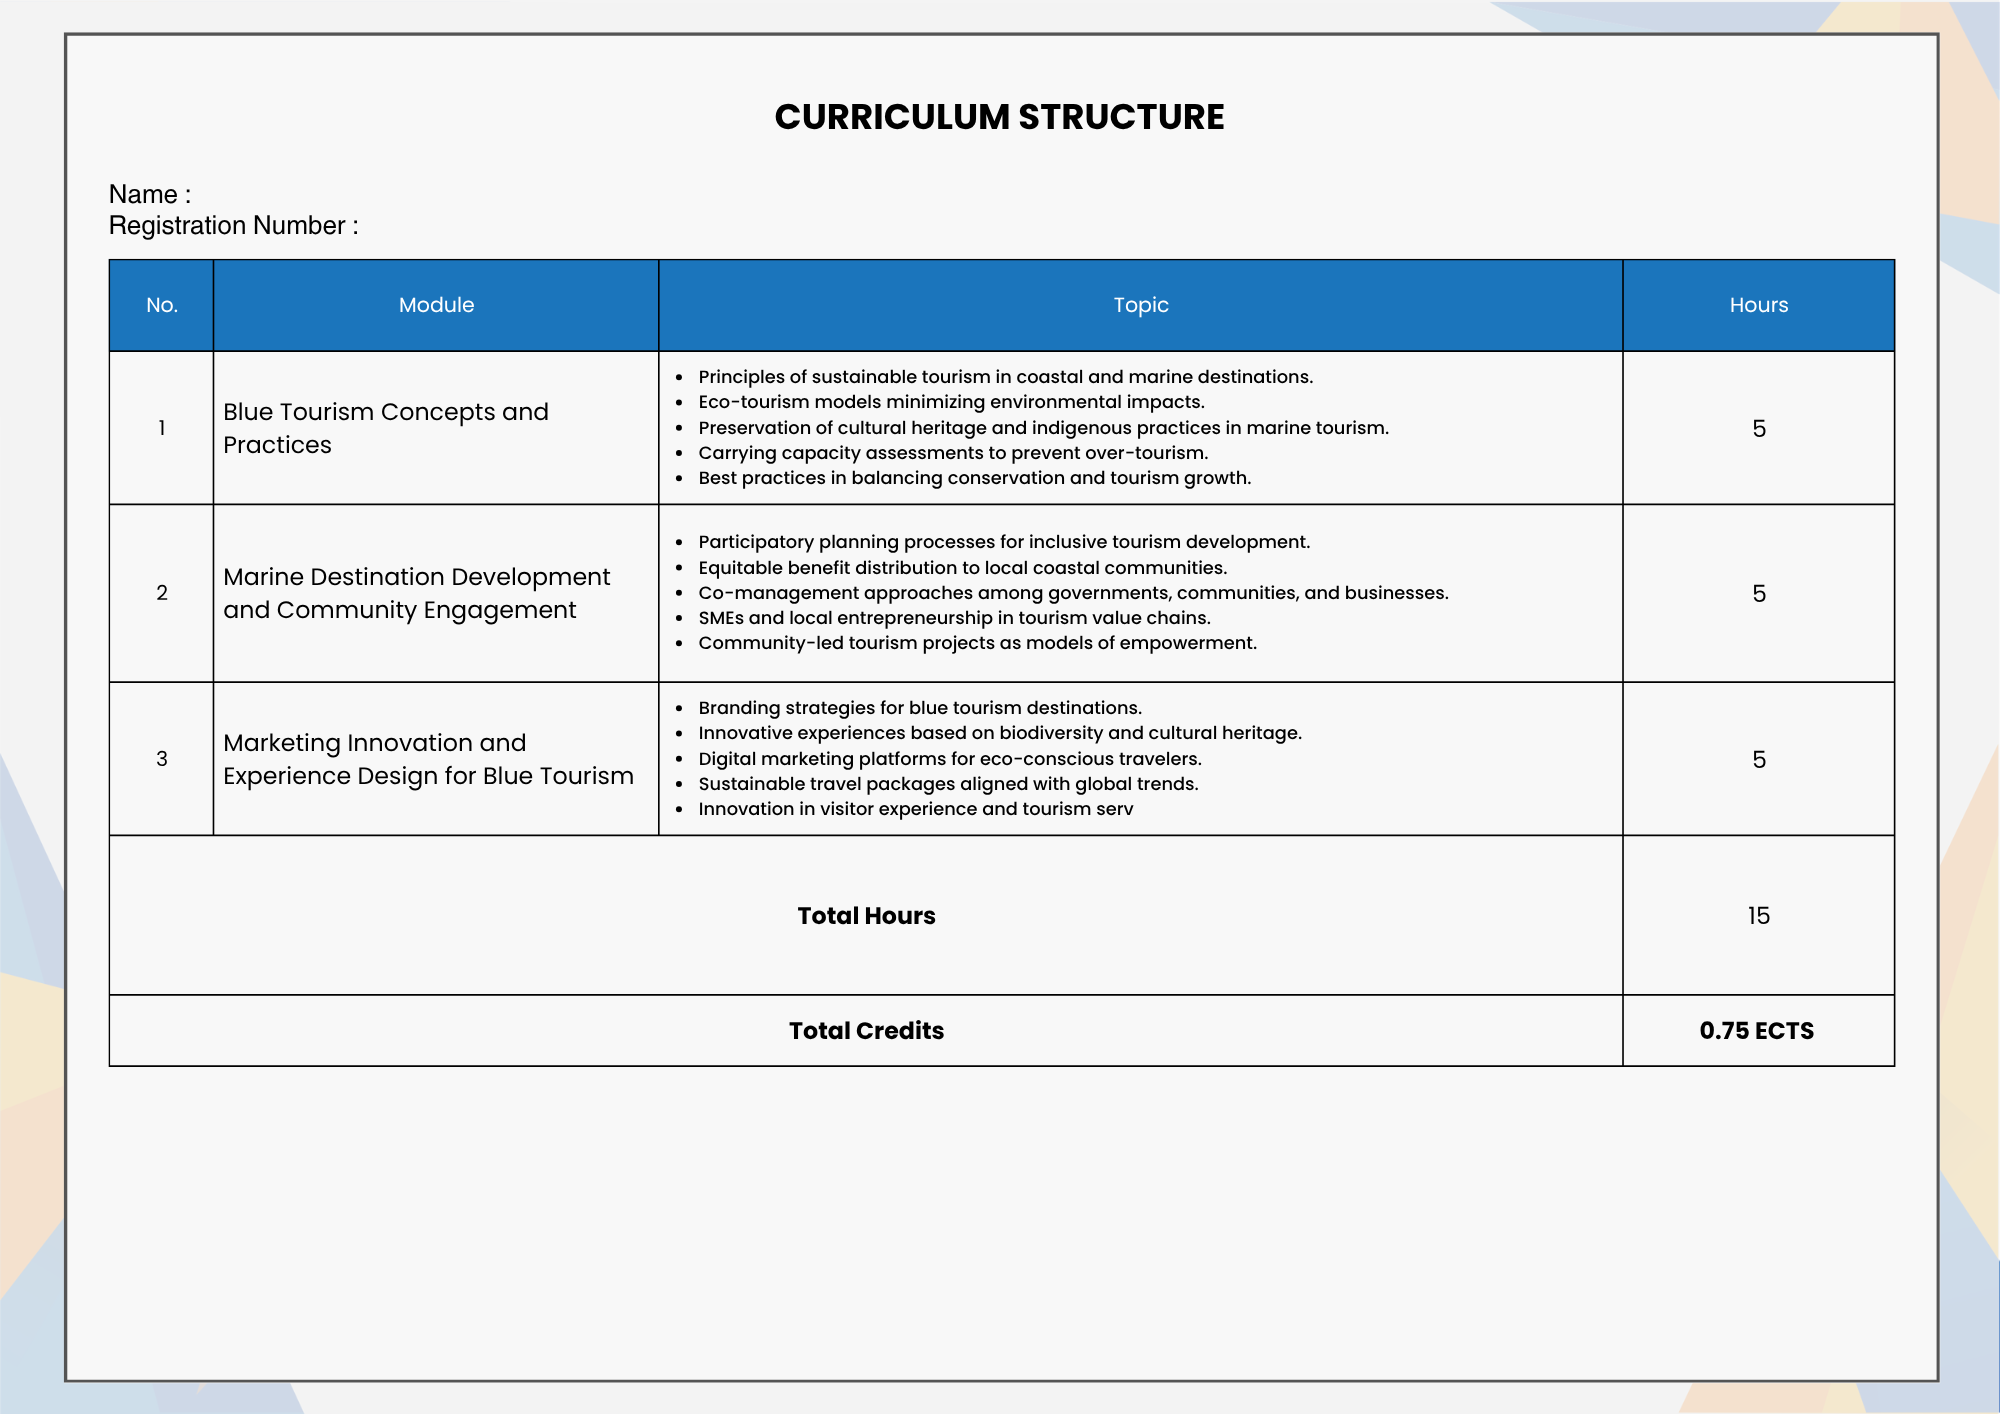 CURRICULUM STRUCTURE
Name :
Registration Number :
No.
Module
Topic
Hours
1
Blue Tourism Concepts and
Practices
• Principles of sustainable tourism in coastal and marine destinations.
• Eco-tourism models minimizing environmental impacts.
• Preservation of cultural heritage and indigenous practices in marine tourism.
• Carrying capacity assessments to prevent over-tourism.
• Best practices in balancing conservation and tourism growth.
5
2
Marine Destination Development
and Community Engagement
• Participatory planning processes for inclusive tourism development.
• Equitable benefit distribution to local coastal communities.
• Co-management approaches among governments, communities, and businesses.
• SMEs and local entrepreneurship in tourism value chains.
• Community-led tourism projects as models of empowerment.
5
3
Marketing Innovation and
Experience Design for Blue Tourism
• Branding strategies for blue tourism destinations.
• Innovative experiences based on biodiversity and cultural heritage.
• Digital marketing platforms for eco-conscious travelers.
• Sustainable travel packages aligned with global trends.
• Innovation in visitor experience and tourism serv
5
Total Hours
15
Total Credits
0.75 ECTS